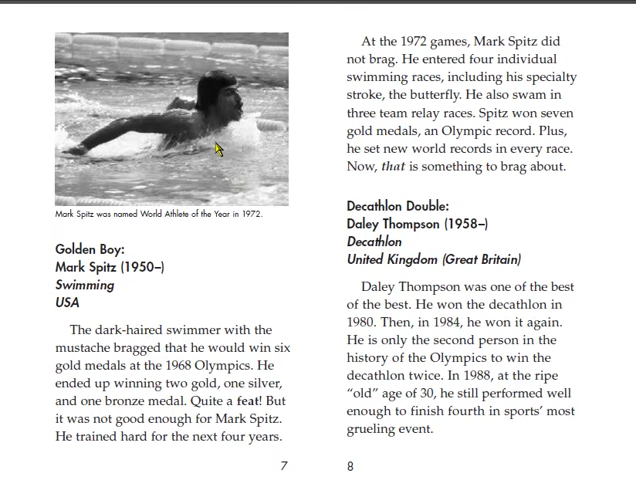 Mark Spitz was named World Athlete of the Year in 1972.
Golden Boy:
Mark Spitz (1950–)
Swimming
USA
The dark-haired swimmer with the
mustache bragged that he would win six
gold medals at the 1968 Olympics. He
ended up winning two gold, one silver,
and one bronze medal. Quite a feat! But
it was not good enough for Mark Spitz.
He trained hard for the next four years.
7
At the 1972 games, Mark Spitz did
not brag. He entered four individual
swimming races, including his specialty
stroke, the butterfly. He also swam in
three team relay races. Spitz won seven
gold medals, an Olympic record. Plus,
he set new world records in every race.
Now, that is something to brag about.
Decathlon Double:
Daley Thompson (1958–)
Decathlon
United Kingdom (Great Britain)
Daley Thompson was one of the best
of the best. He won the decathlon in
1980. Then, in 1984, he won it again.
He is only the second person in the
history of the Olympics to win the
decathlon twice. In 1988, at the ripe
“old” age of 30, he still performed well
enough to finish fourth in sports’ most
grueling event.
8